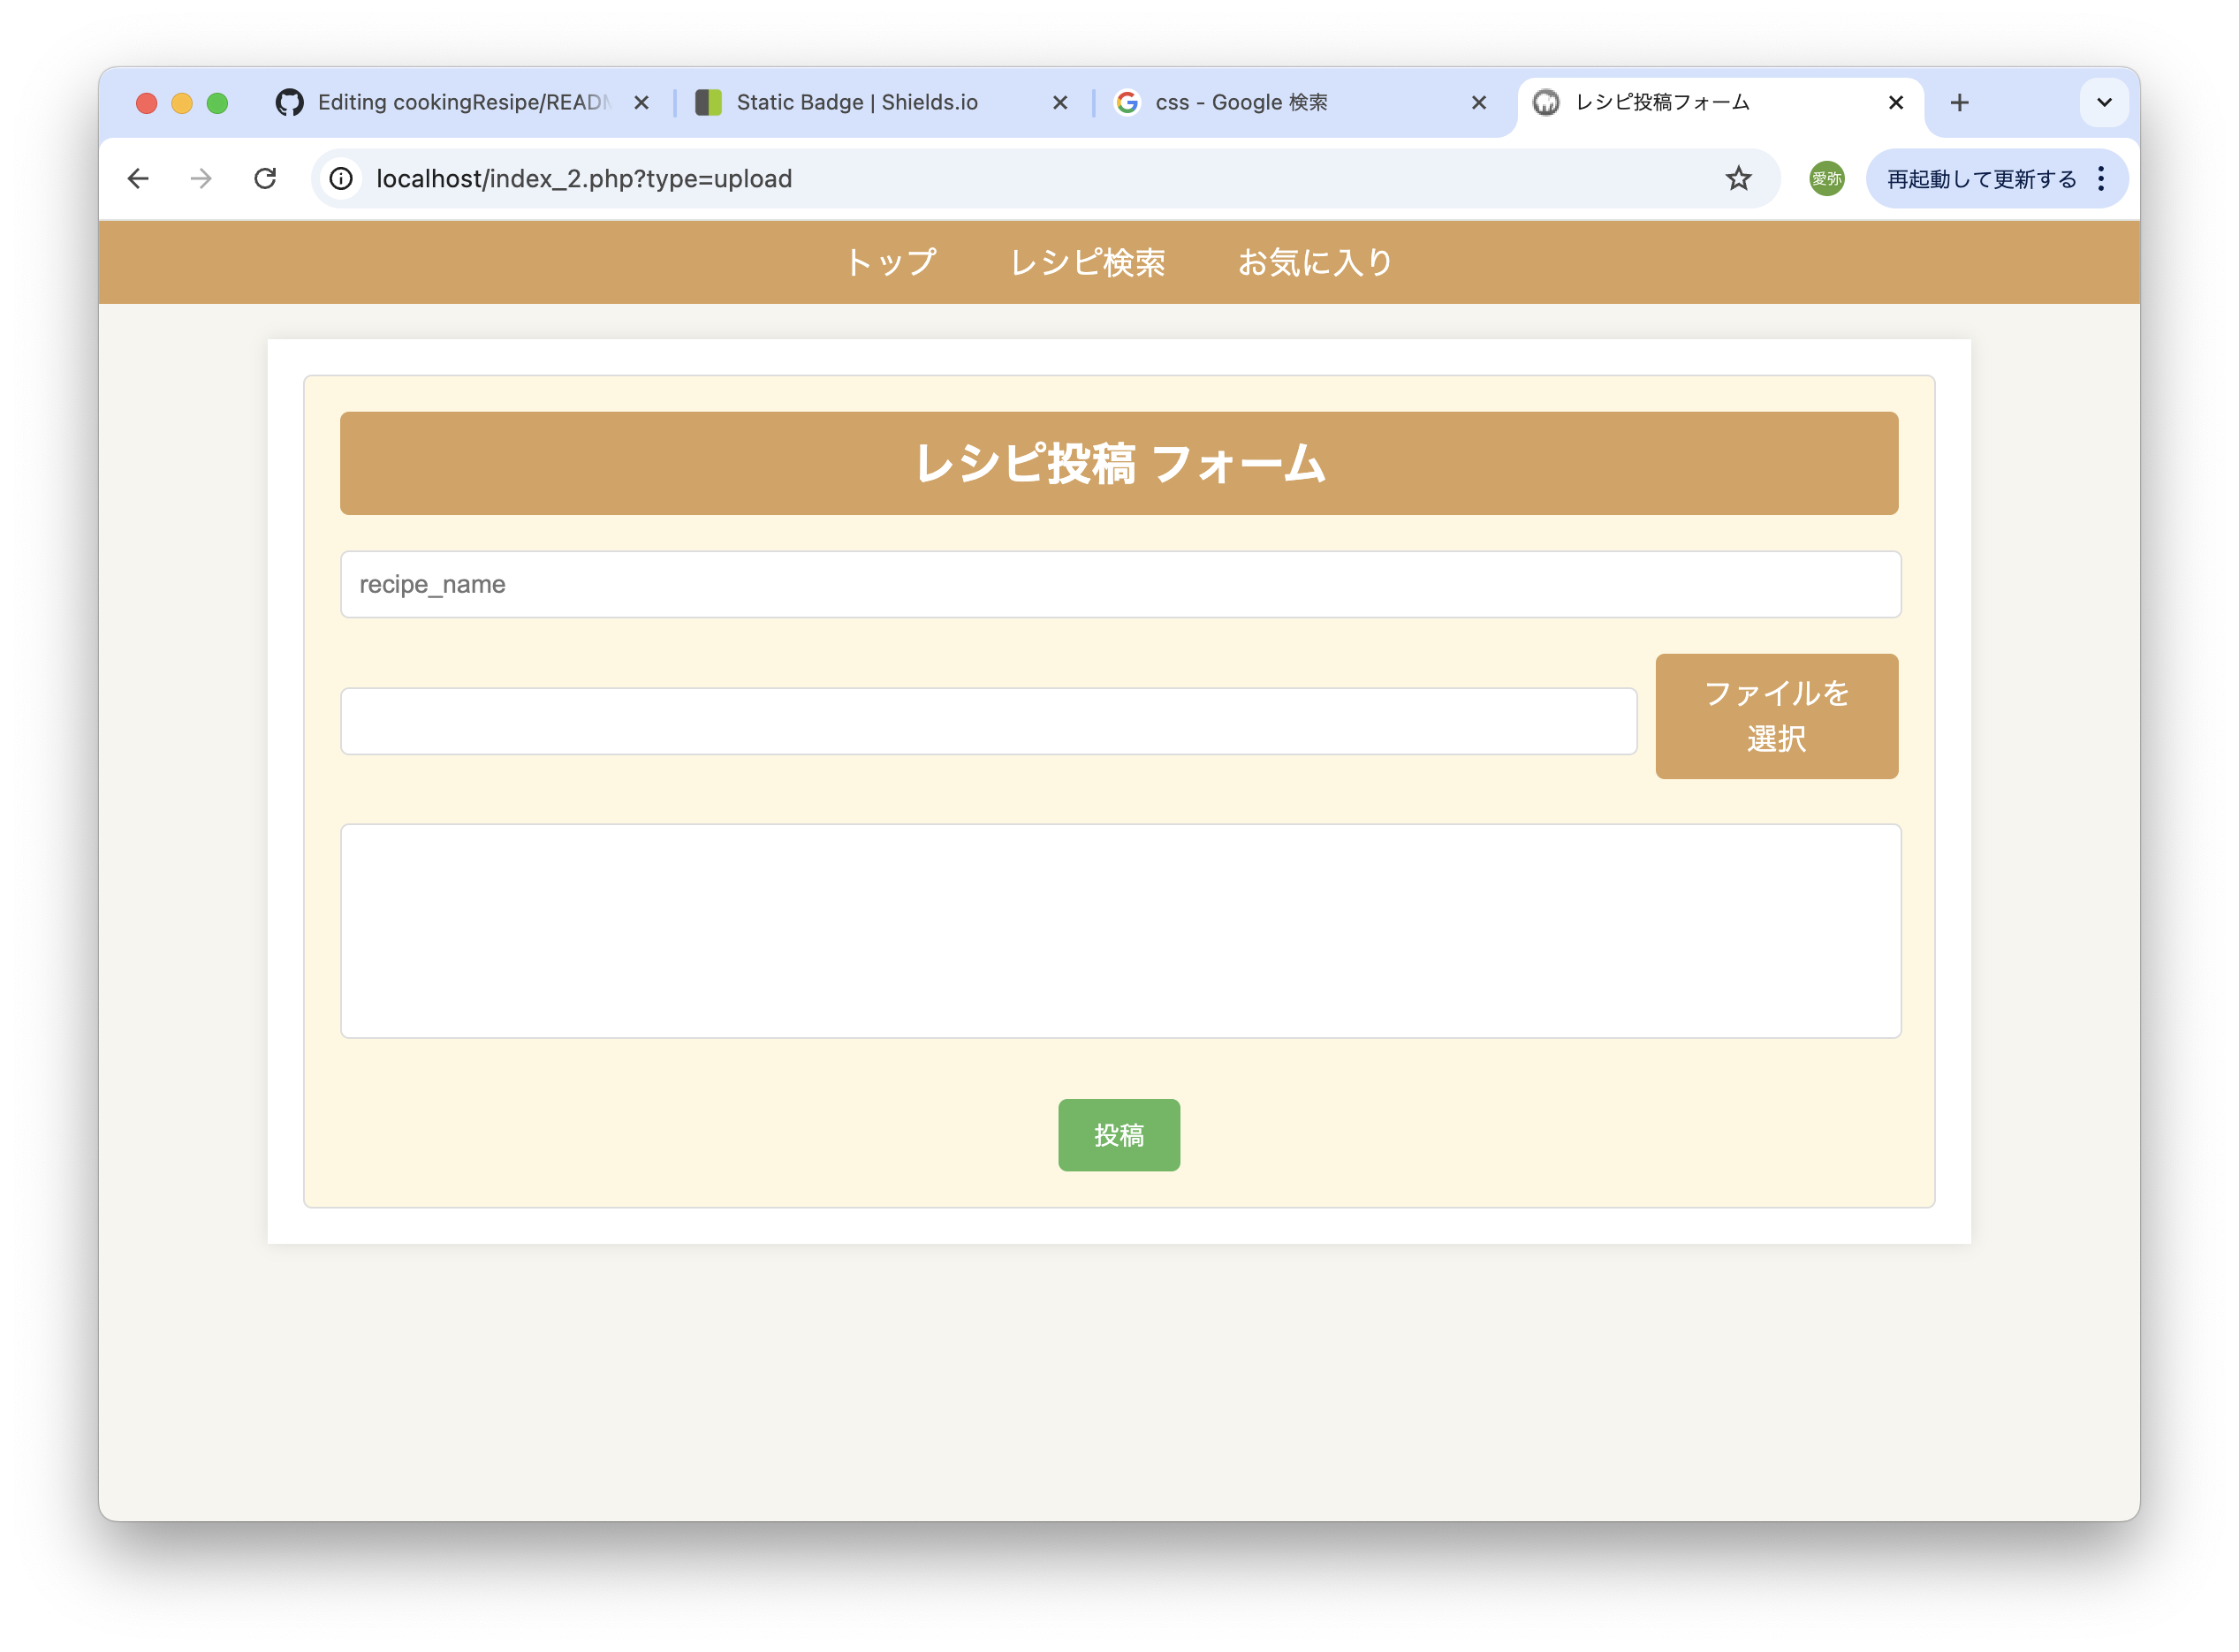 Editing cookingResipe/READM
Static Badge | Shields.io
css - Google 検索
レシピ投稿フォーム
localhost/index_2.php?type=upload
愛弥
再起動して更新する
トップ
レシピ検索
お気に入り
レシピ投稿 フォーム
recipe_name
ファイルを
選択
投稿